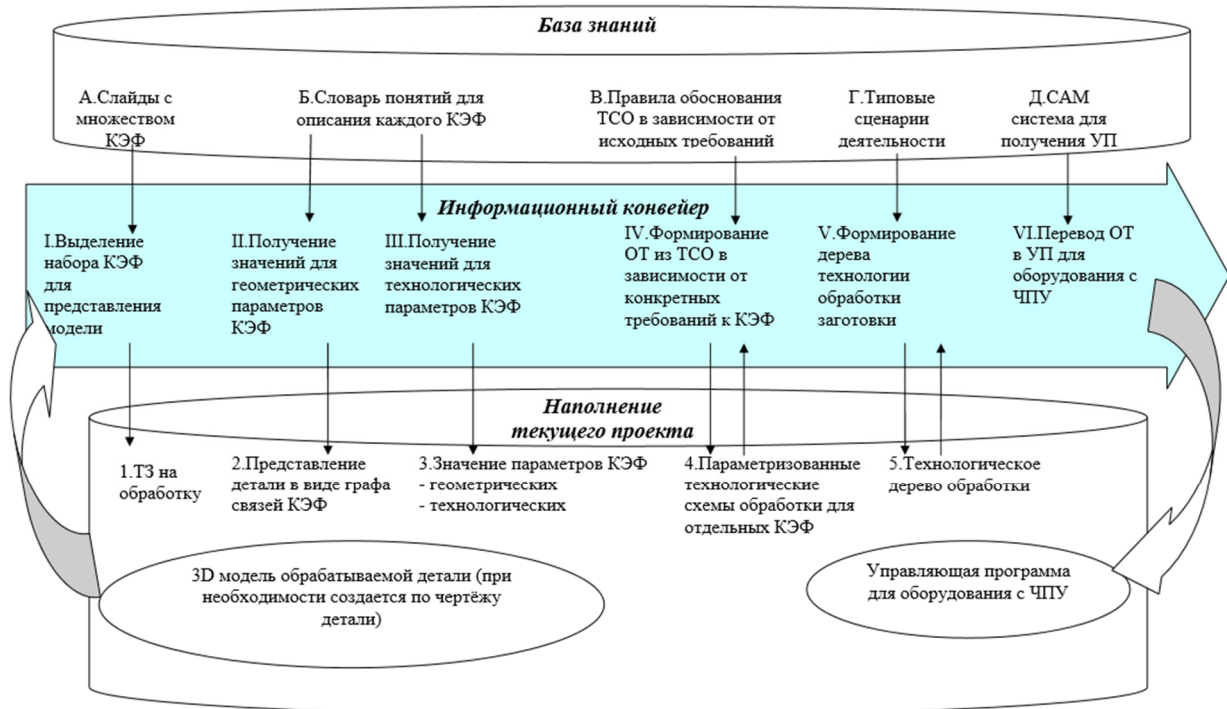 База знаний
А.Слайды с
множеством
КЭФ
Б.Словарь понятий для
описания каждого КЭФ
В.Правила обоснования
ТСО в зависимости от
исходных требований
Г.Типовые
сценарии
деятельности
Д.САМ
система для
получения УП
Информационный конвейер
I.Выделение
набора КЭФ
для
представления
модели
II.Получение
значений для
геометрических
параметров
КЭФ
III.Получение
значений для
технологических
параметров КЭФ
IV.Формирование
ОТ из ТСО в
зависимости от
конкретных
требований к КЭФ
V.Формирование
дерева
технологии
обработки
заготовки
VI.Перевод ОТ
в УП для
оборудования с
ЧПУ
Наполнение
текущего проекта
1.ТЗ на
обработку
2.Представление
детали в виде графа
связей КЭФ
3.Значение параметров КЭФ
- геометрических
- технологических
4.Параметризованные
технологические
схемы обработки для
отдельных КЭФ
5.Технологическое
дерево обработки
3D модель обрабатываемой детали (при
необходимости создается по чертёжу
детали)
Управляющая программа
для оборудования с ЧПУ